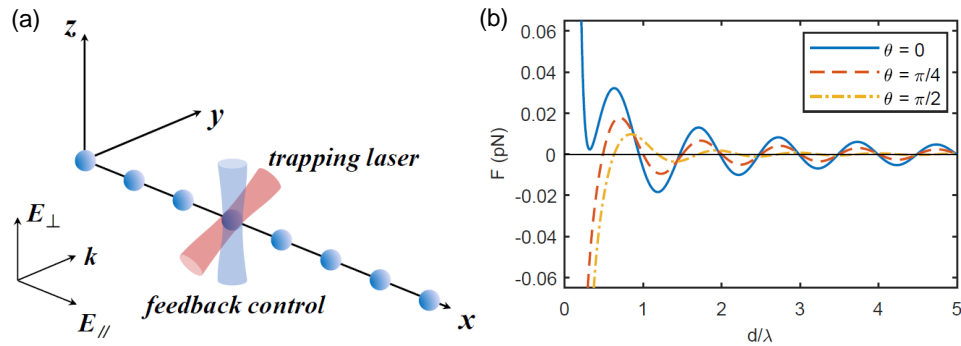 (a)
z
y
trapping laser
E⊥
k
feedback control
E//
x
(b)
F (pN)
0.06
0.04
0.02
0
-0.02
-0.04
-0.06
θ = 0
θ = π/4
θ = π/2
0 1 2 3 4 5
d/λ